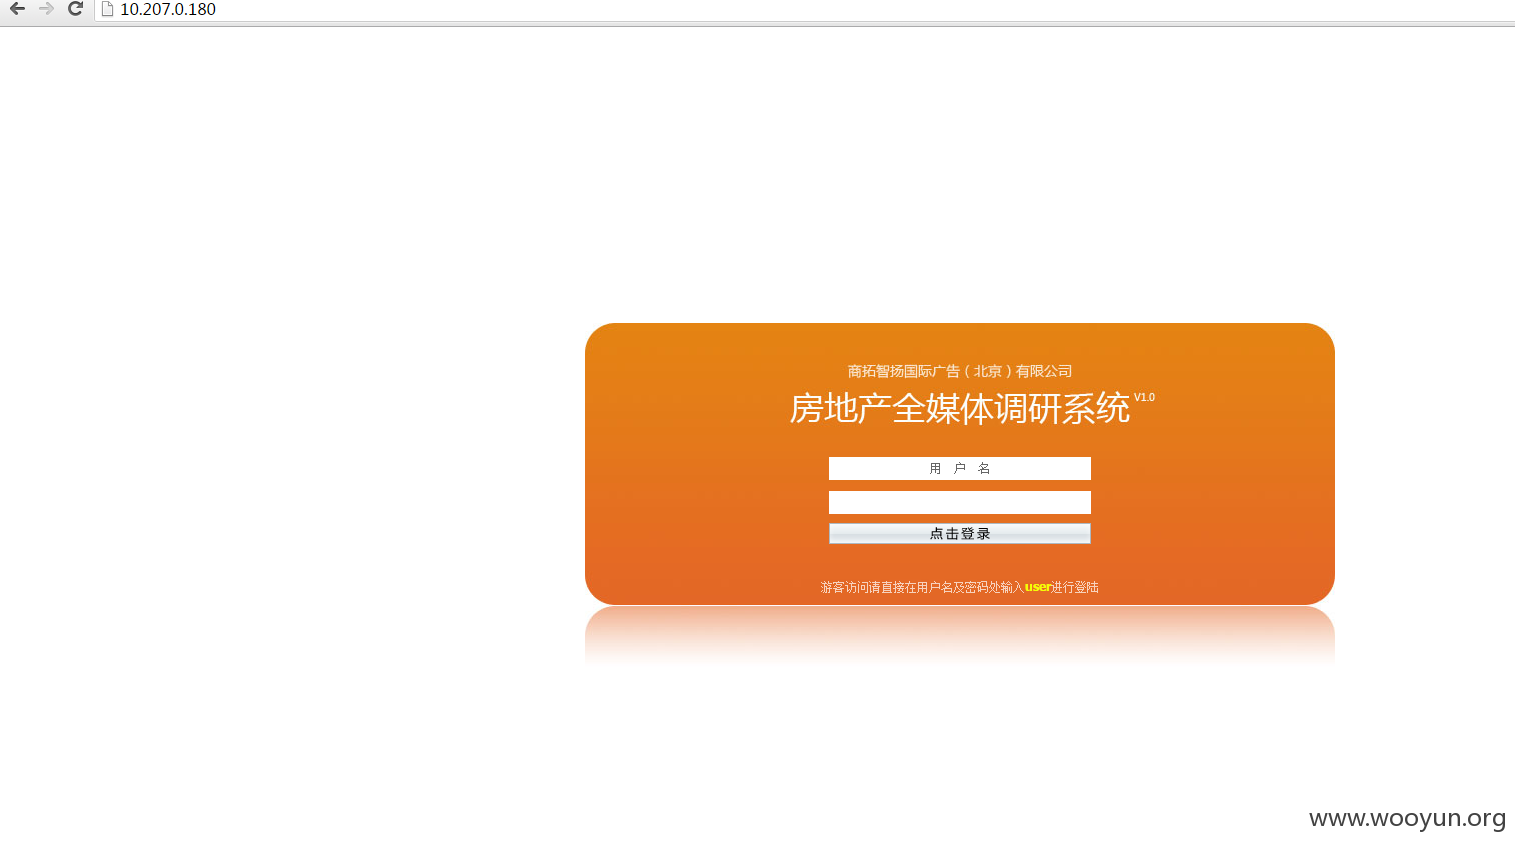 10.207.0.180
商拓智扬国际广告（北京）有限公司
房地产全媒体调研系统 V1.0
用 户 名
点击登录
游客访问请直接在用户名及密码处输入user进行登陆
www.wooyun.org